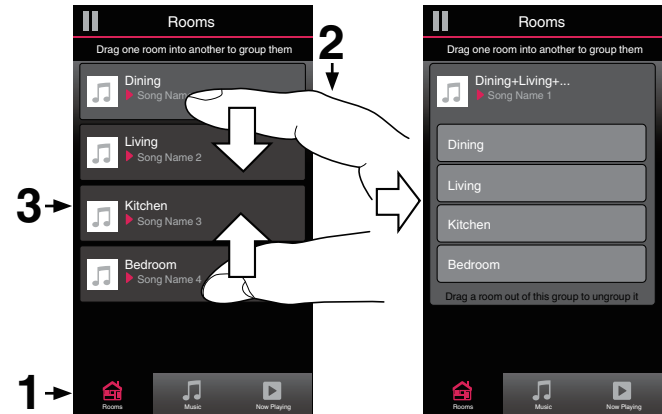 Rooms
Drag one room into another to group them
Dining
Song Nam
Living
Song Name 2
Kitchen
Song Name 3
Bedroom
Song Name 4
Rooms
Music
Now Playing
1
2
3
Rooms
Drag one room into another to group them
Dining+Living+...
Song Name 1
Dining
Living
Kitchen
Bedroom
Drag a room out of this group to ungroup it
Rooms
Music
Now Playing